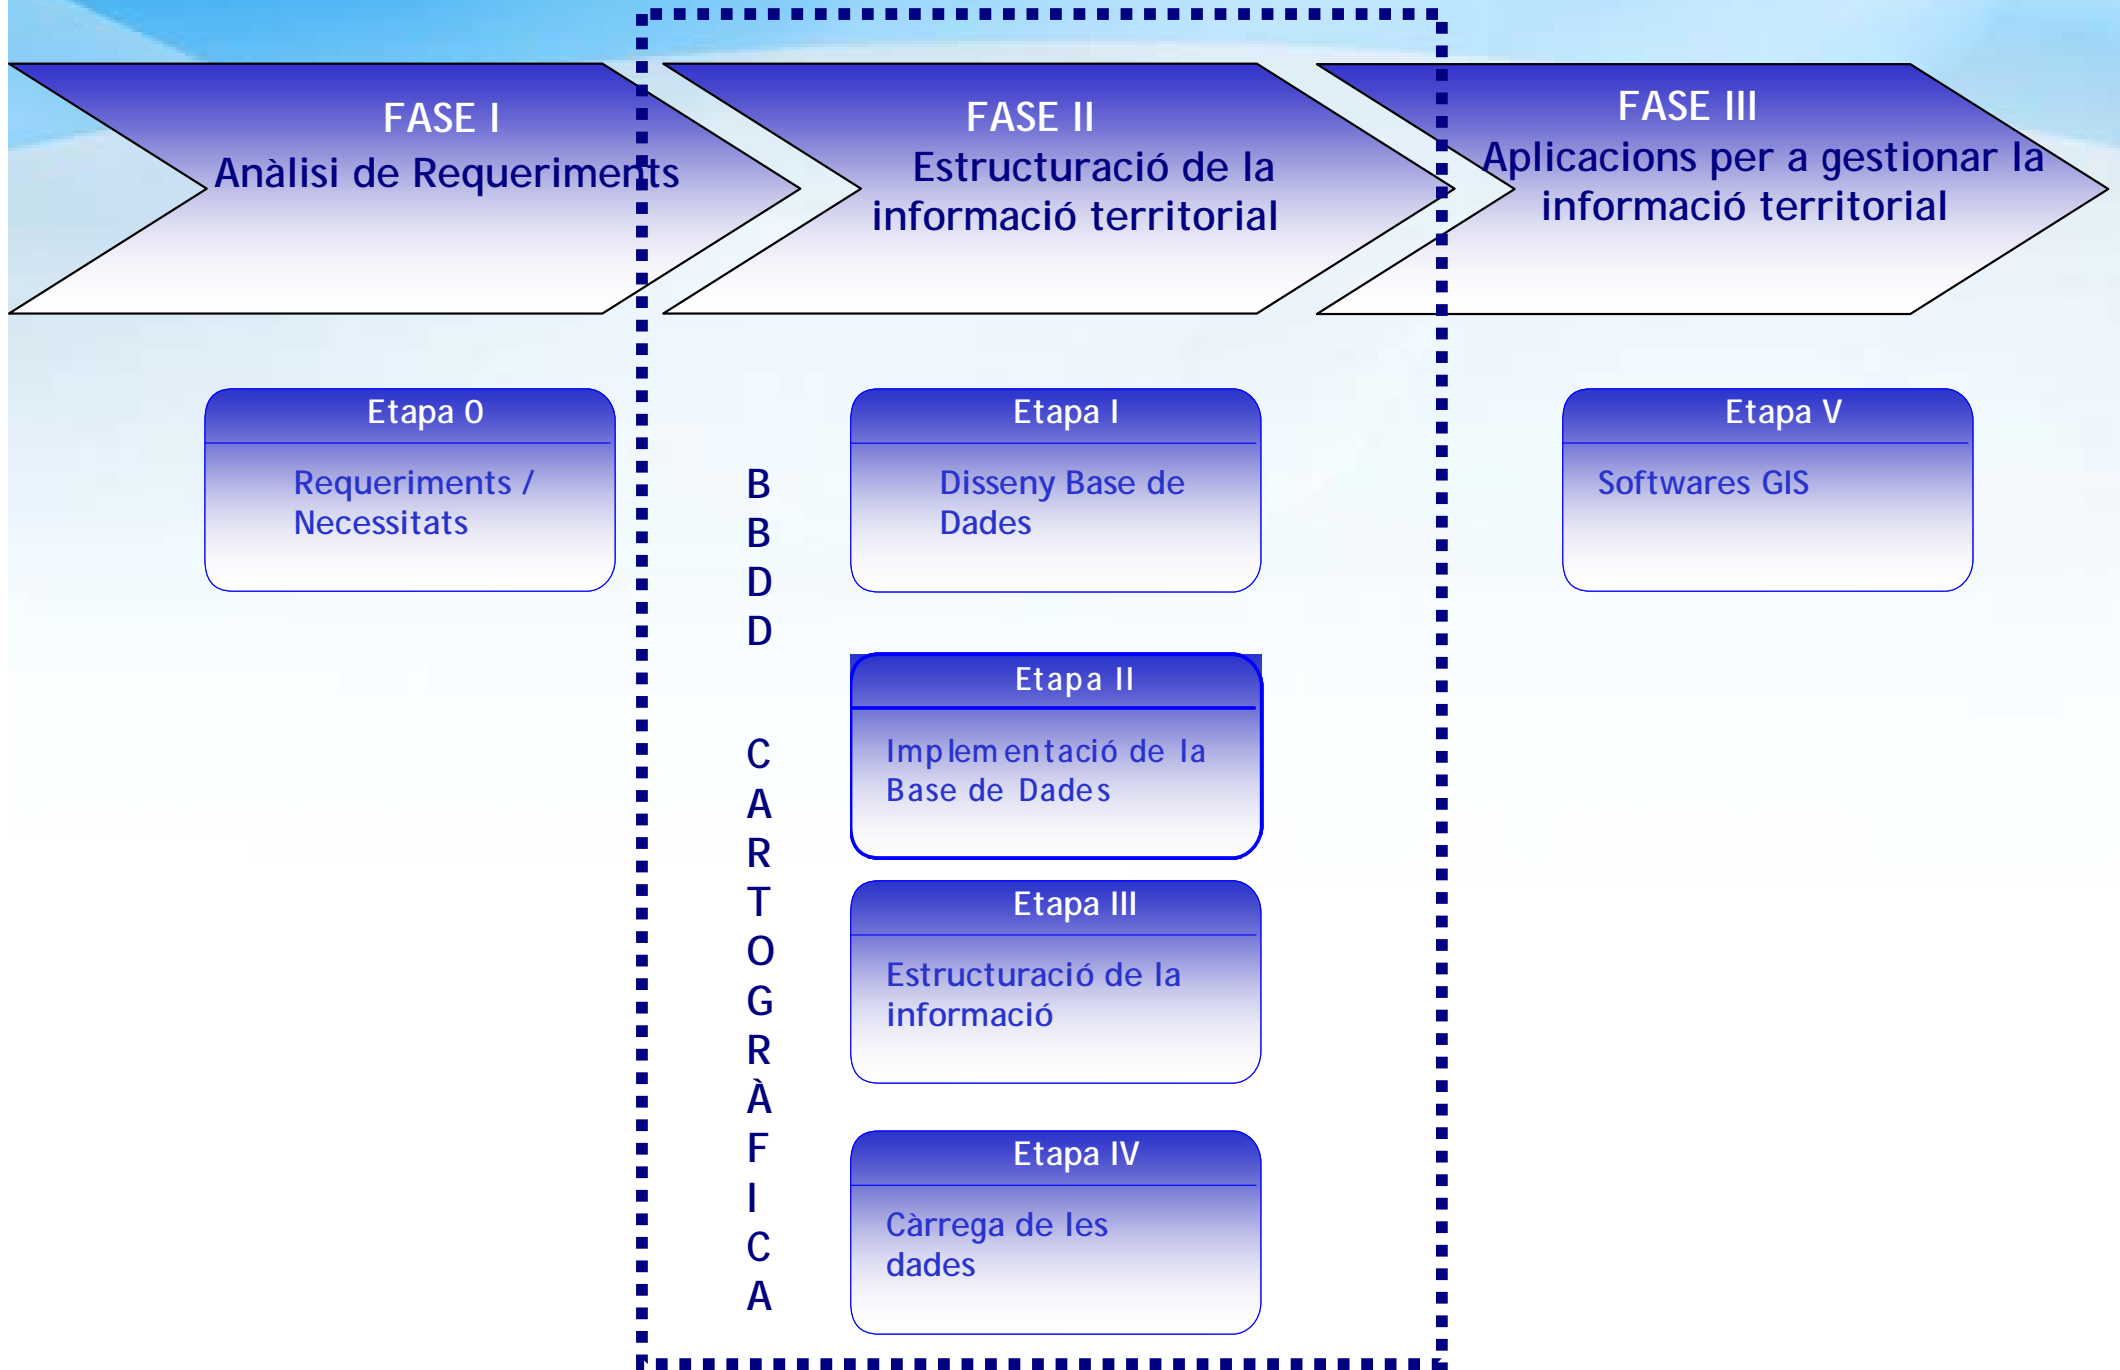 FASE I
Anàlisi de Requeriments
FASE II
Estructuració de la
informació territorial
FASE III
Aplicacions per a gestionar la
informació territorial
Etapa 0
Requeriments /
Necessitats
BBDD CARTOGRÀFICA
Etapa I
Disseny Base de
Dades
Etapa II
Implementació de la
Base de Dades
Etapa III
Estructuració de la
informació
Etapa IV
Càrrega de les
dades
Etapa V
Softwares GIS